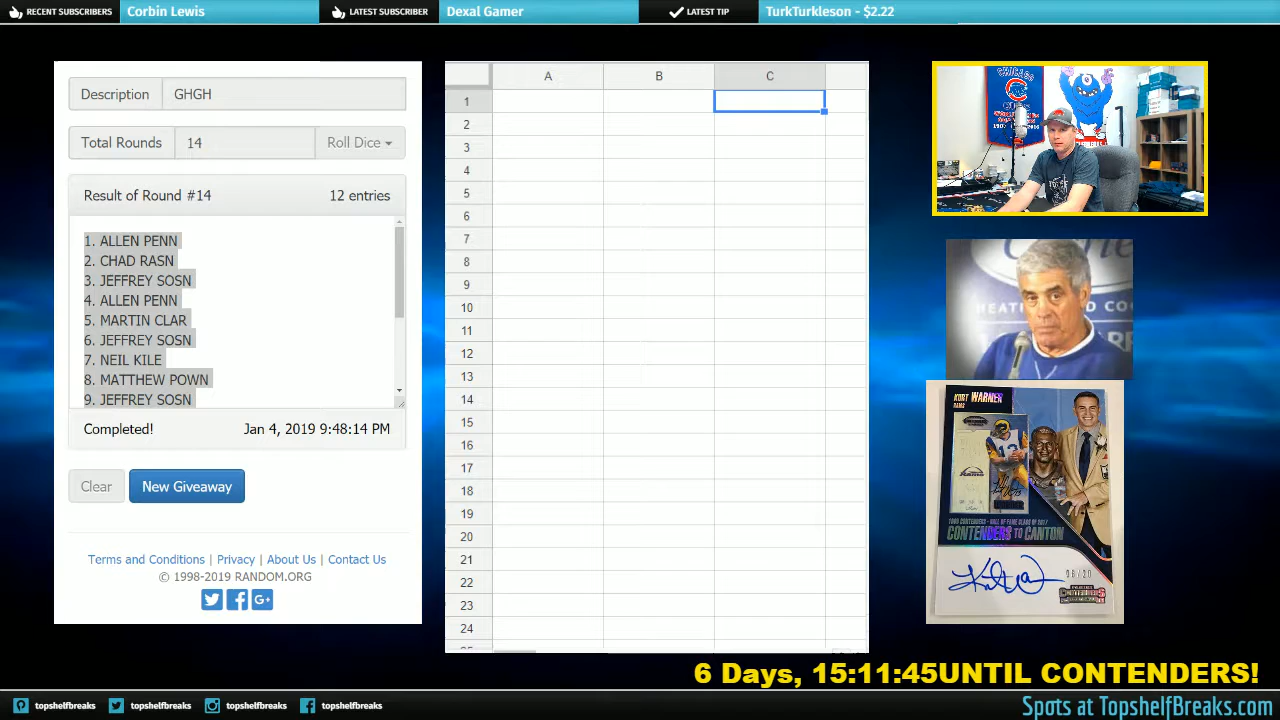 RECENT SUBSCRIBERS
Corbin Lewis
LATEST SUBSCRIBER
Dexal Gamer
LATEST TIP
TurkTurkleson - $2.22
Description
GHGH
Total Rounds
14
Roll Dice
Result of Round #14
12 entries
1. ALLEN PENN
2. CHAD RASN
3. JEFFREY SOSN
4. ALLEN PENN
5. MARTIN CLAR
6. JEFFREY SOSN
7. NEIL KILE
8. MATTHEW POWN
9. JEFFREY SOSN
Completed!
Jan 4, 2019 9:48:14 PM
Clear
New Giveaway
Terms and Conditions | Privacy | About Us | Contact Us
© 1998-2019 RANDOM.ORG
A B C
1
2
3
4
5
6
7
8
9
10
11
12
13
14
15
16
17
18
19
20
21
22
23
24
CHICAGO
CUBS
HEAT
CO
KURT WARNER
RAMS
CONTENDERS TO CANTON
6 Days, 15:11:45UNTIL CONTENDERS!
topshelfbreaks
topshelfbreaks
topshelfbreaks
topshelfbreaks
Spots at TopshelfBreaks.com